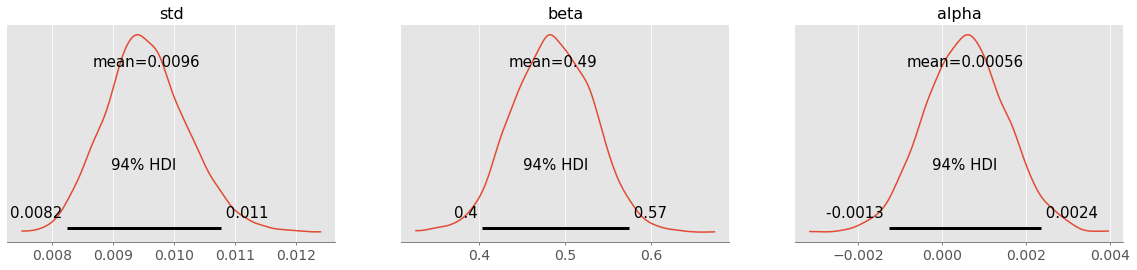 std
mean=0.0096
94% HDI
0.0082
0.011
0.008 0.009 0.010 0.011 0.012
beta
mean=0.49
94% HDI
0.4
0.57
0.4 0.5 0.6
alpha
mean=0.00056
94% HDI
-0.0013
0.0024
−0.002 0.000 0.002 0.004